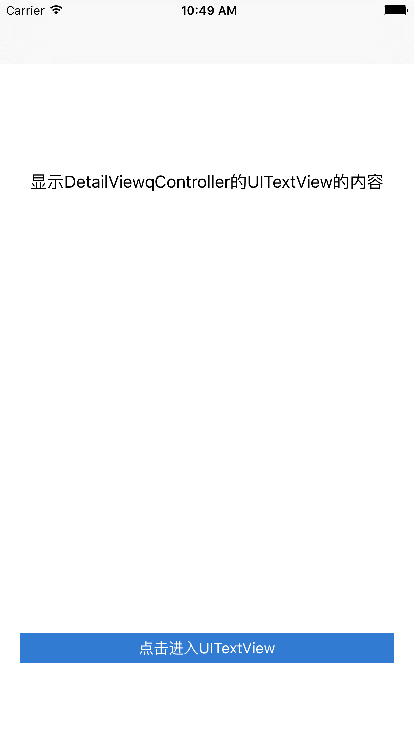 Carrier 10:49 AM
显示DetailViewqController的UITextView的内容
点击进入UITextView